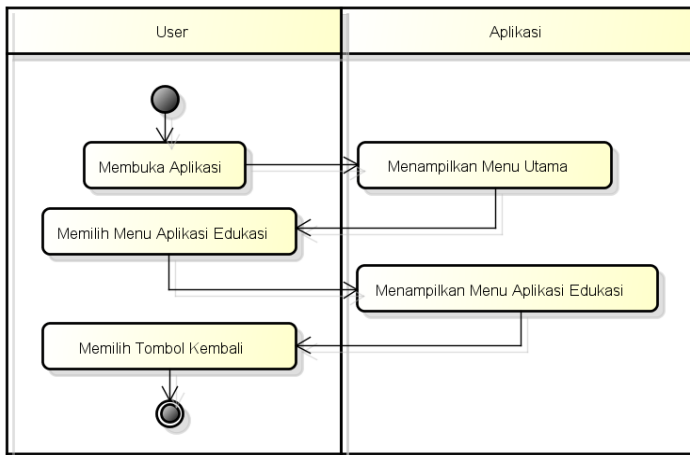 User
Aplikasi
Membuka Aplikasi
Menampilkan Menu Utama
Memilih Menu Aplikasi Edukasi
Menampilkan Menu Aplikasi Edukasi
Memilih Tombol Kembali